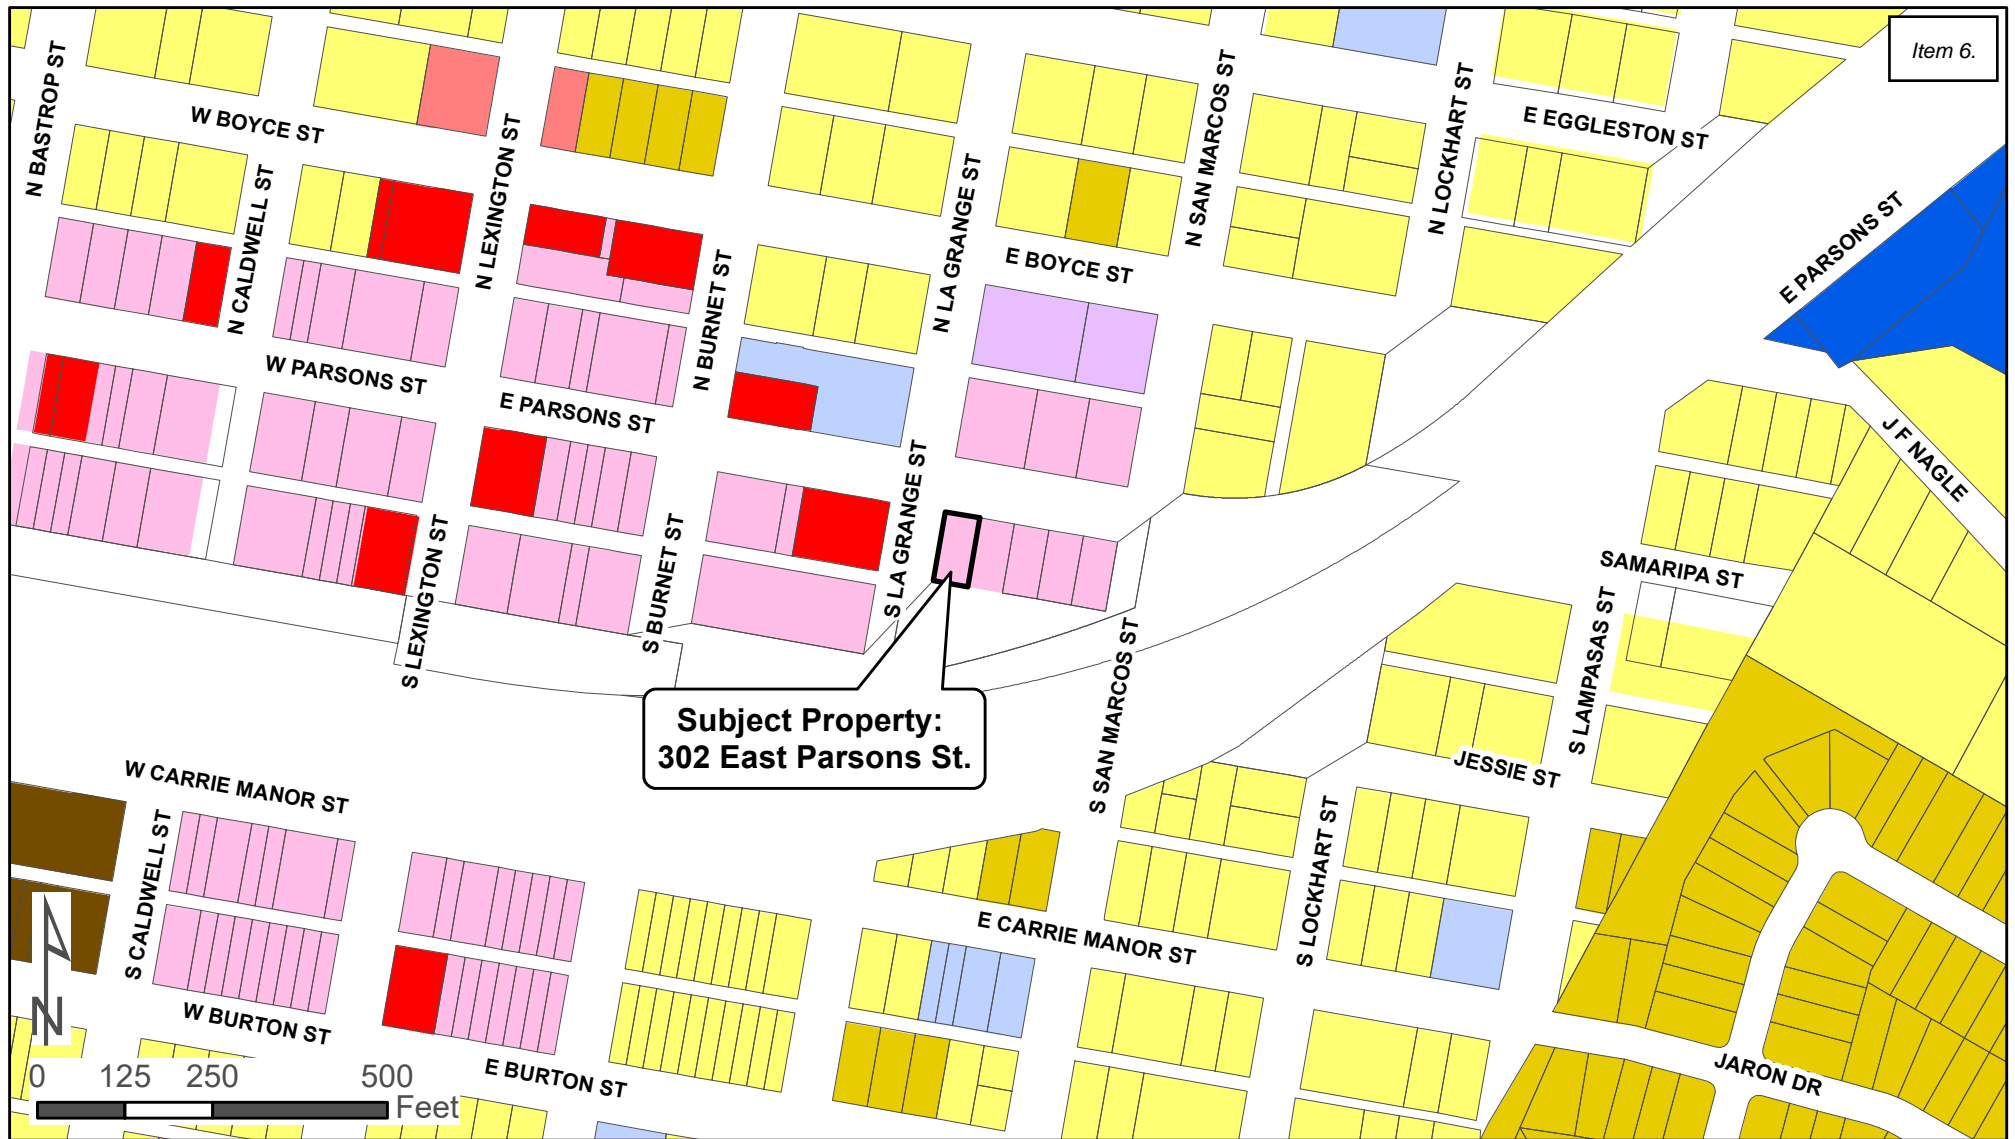 Item 6.
N BASTROP ST
W BOYCE ST
N CALDWELL ST
N LEXINGTON ST
N BURNET ST
N LA GRANGE ST
N SAN MARCOS ST
N LOCKHART ST
E EGGLESTON ST
E BOYCE ST
E PARSONS ST
W PARSONS ST
E PARSONS ST
J F NAGLE
S LEXINGTON ST
S BURNET ST
S LA GRANGE ST
S SAN MARCOS ST
SAMARIPA ST
S LAMPASAS ST
JESSIE ST
Subject Property:
302 East Parsons St.
W CARRIE MANOR ST
S CALDWELL ST
E CARRIE MANOR ST
S LOCKHART ST
W BURTON ST
E BURTON ST
JARON DR
N
0 125 250 500
Feet